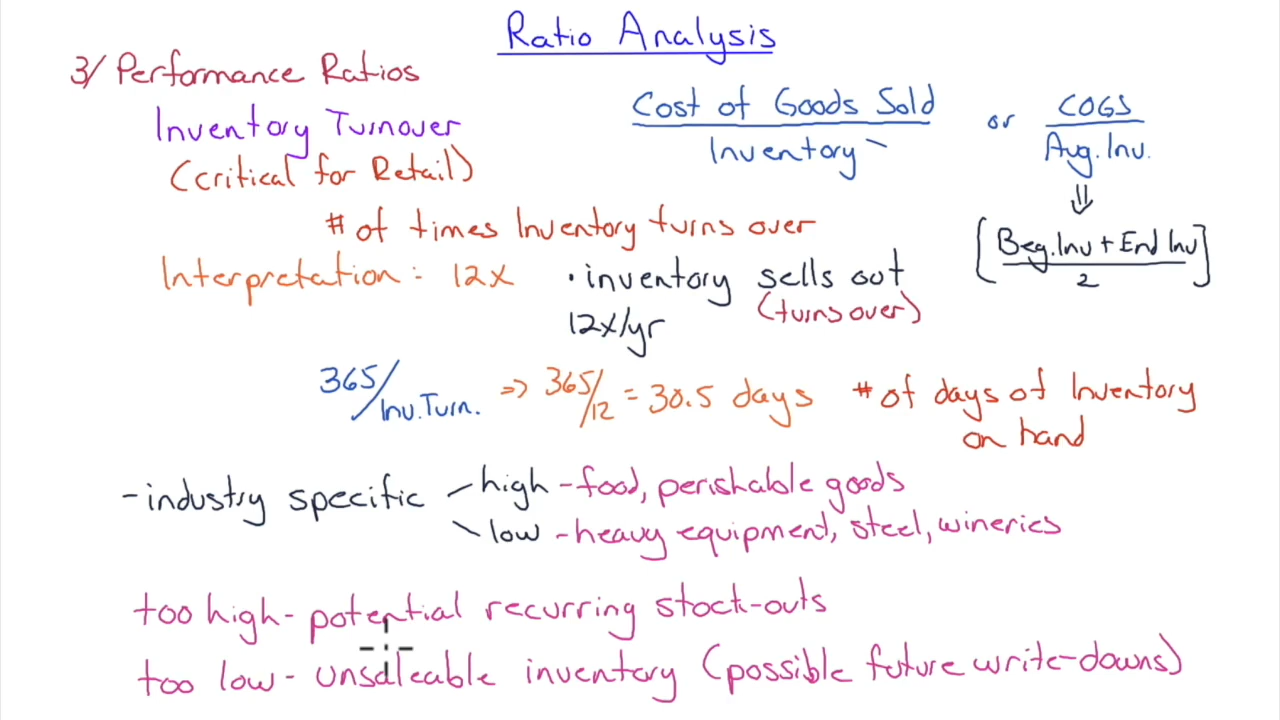 Ratio Analysis
3/ Performance Ratios
Inventory Turnover
(critical for Retail)
Cost of Goods Sold
Inventory
or
COGS
Avg. Inv.
⇓
[Beg. Inv + End Inv]
2
# of times Inventory turns over
Interpretation: 12x • inventory sells out
(turns over)
12x/yr
365/Inv. Turn. => 365/12 = 30.5 days # of days of Inventory
on hand
- industry specific
high - food, perishable goods
low - heavy equipment, steel, wineries
too high - potential recurring stock-outs
too low - unsaleable inventory (possible future write-downs)